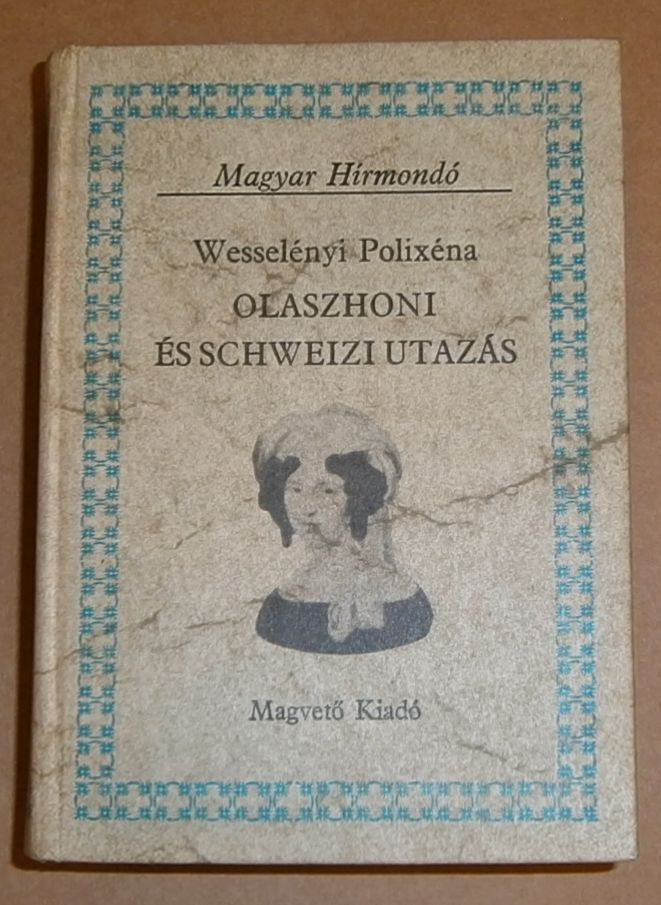 Magyar Hírmondó
Wesselényi Polixéna
OLASZHONI
ÉS SCHWEIZI UTAZÁS
Magvető Kiadó